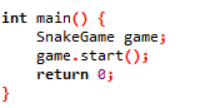 int main() {
    SnakeGame game;
    game.start();
    return 0;
}